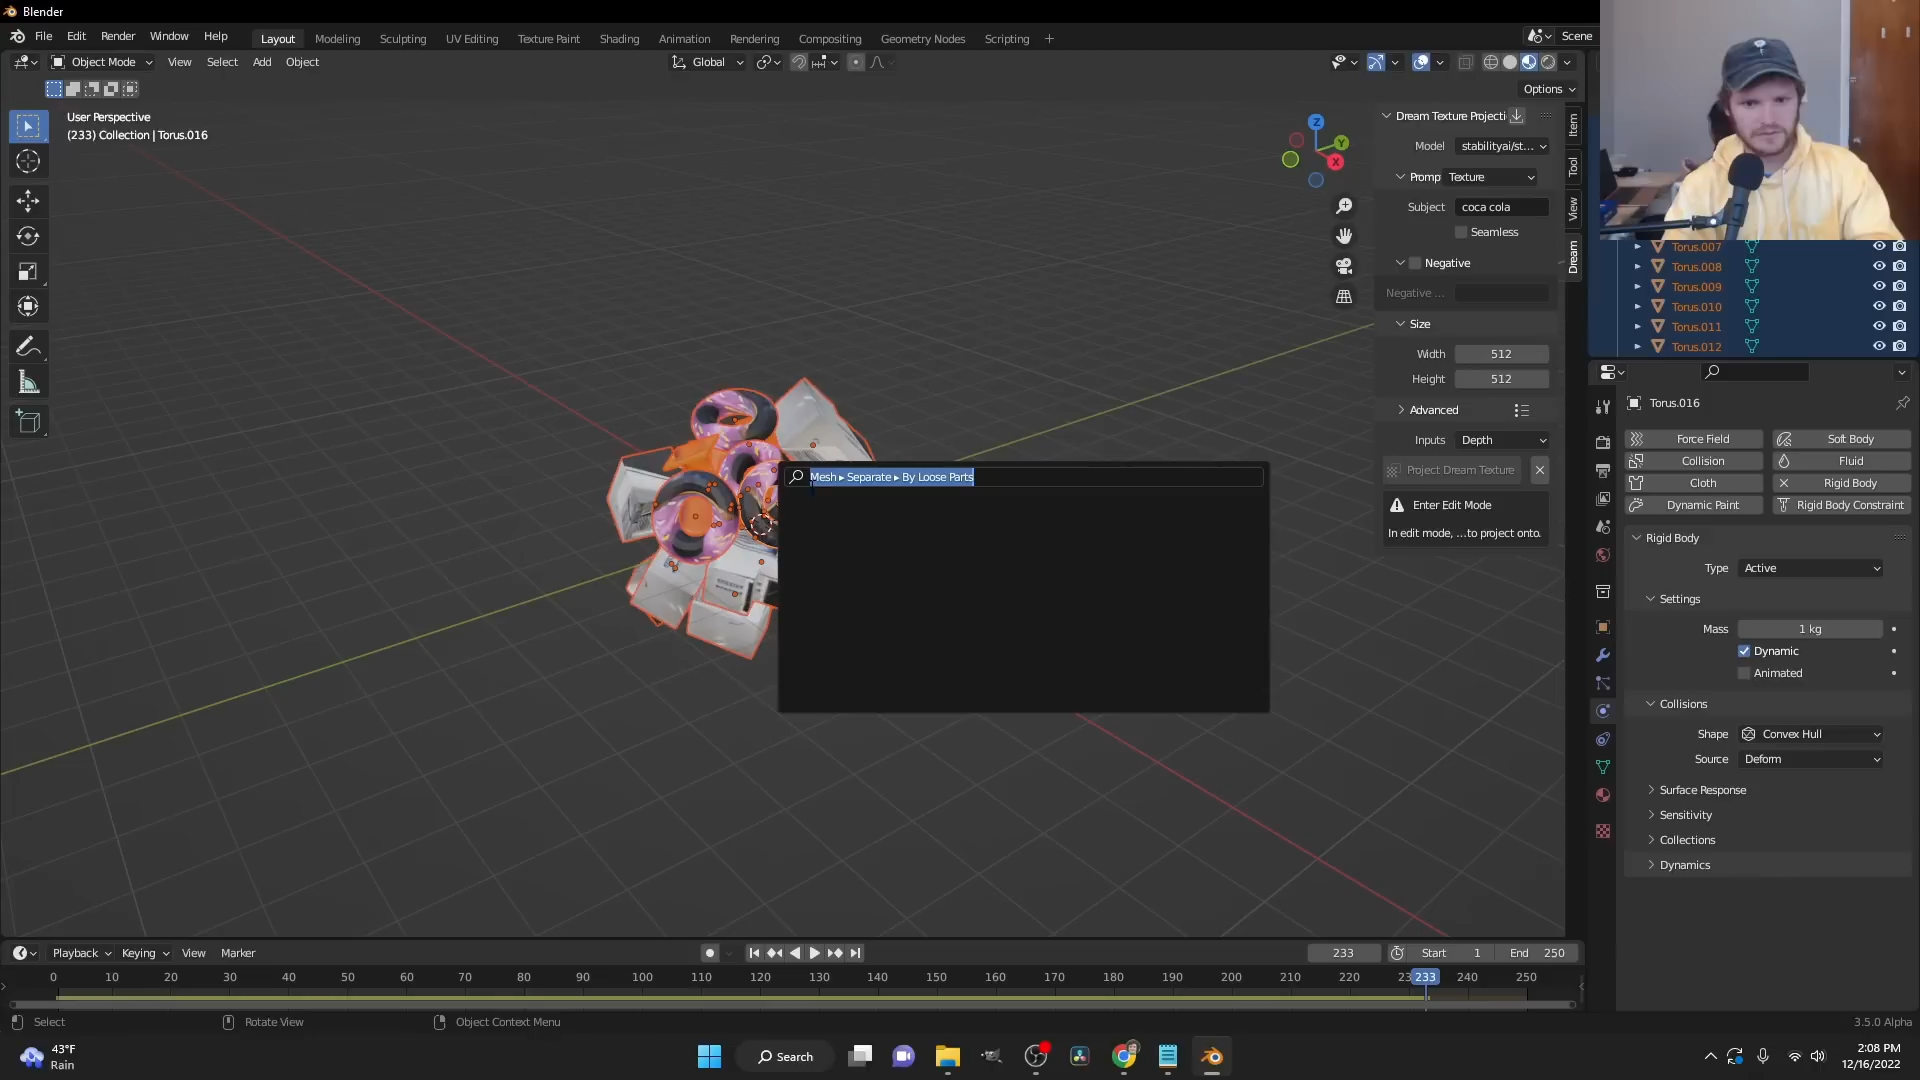 Blender
File Edit Render Window Help Layout Modeling Sculpting UV Editing Texture Paint Shading Animation Rendering Compositing Geometry Nodes Scripting + Scene
Object Mode View Select Add Object Global
Options
User Perspective
(233) Collection | Torus.016
Z
Y
X
Dream Texture Projecti
Model stabilityai/st...
Promp Texture
Subject coca cola
Seamless
Negative
Negative ...
Size
Width 512
Height 512
Advanced
Inputs Depth
Project Dream Texture
Enter Edit Mode
In edit mode, ...to project onto.
Item
Tool
View
Dream
Mesh ▸ Separate ▸ By Loose Parts
Torus.007
Torus.008
Torus.009
Torus.010
Torus.011
Torus.012
Torus.016
Force Field Soft Body
Collision Fluid
Cloth Rigid Body
Dynamic Paint Rigid Body Constraint
Rigid Body
Type Active
Settings
Mass 1 kg
Dynamic
Animated
Collisions
Shape Convex Hull
Source Deform
Surface Response
Sensitivity
Collections
Dynamics
Playback Keying View Marker 233 Start 1 End 250
0 10 20 30 40 50 60 70 80 90 100 110 120 130 140 150 160 170 180 190 200 210 220 23 233 240 250
Select Rotate View Object Context Menu 3.5.0 Alpha
43°F
Rain
Search
2:08 PM
12/16/2022